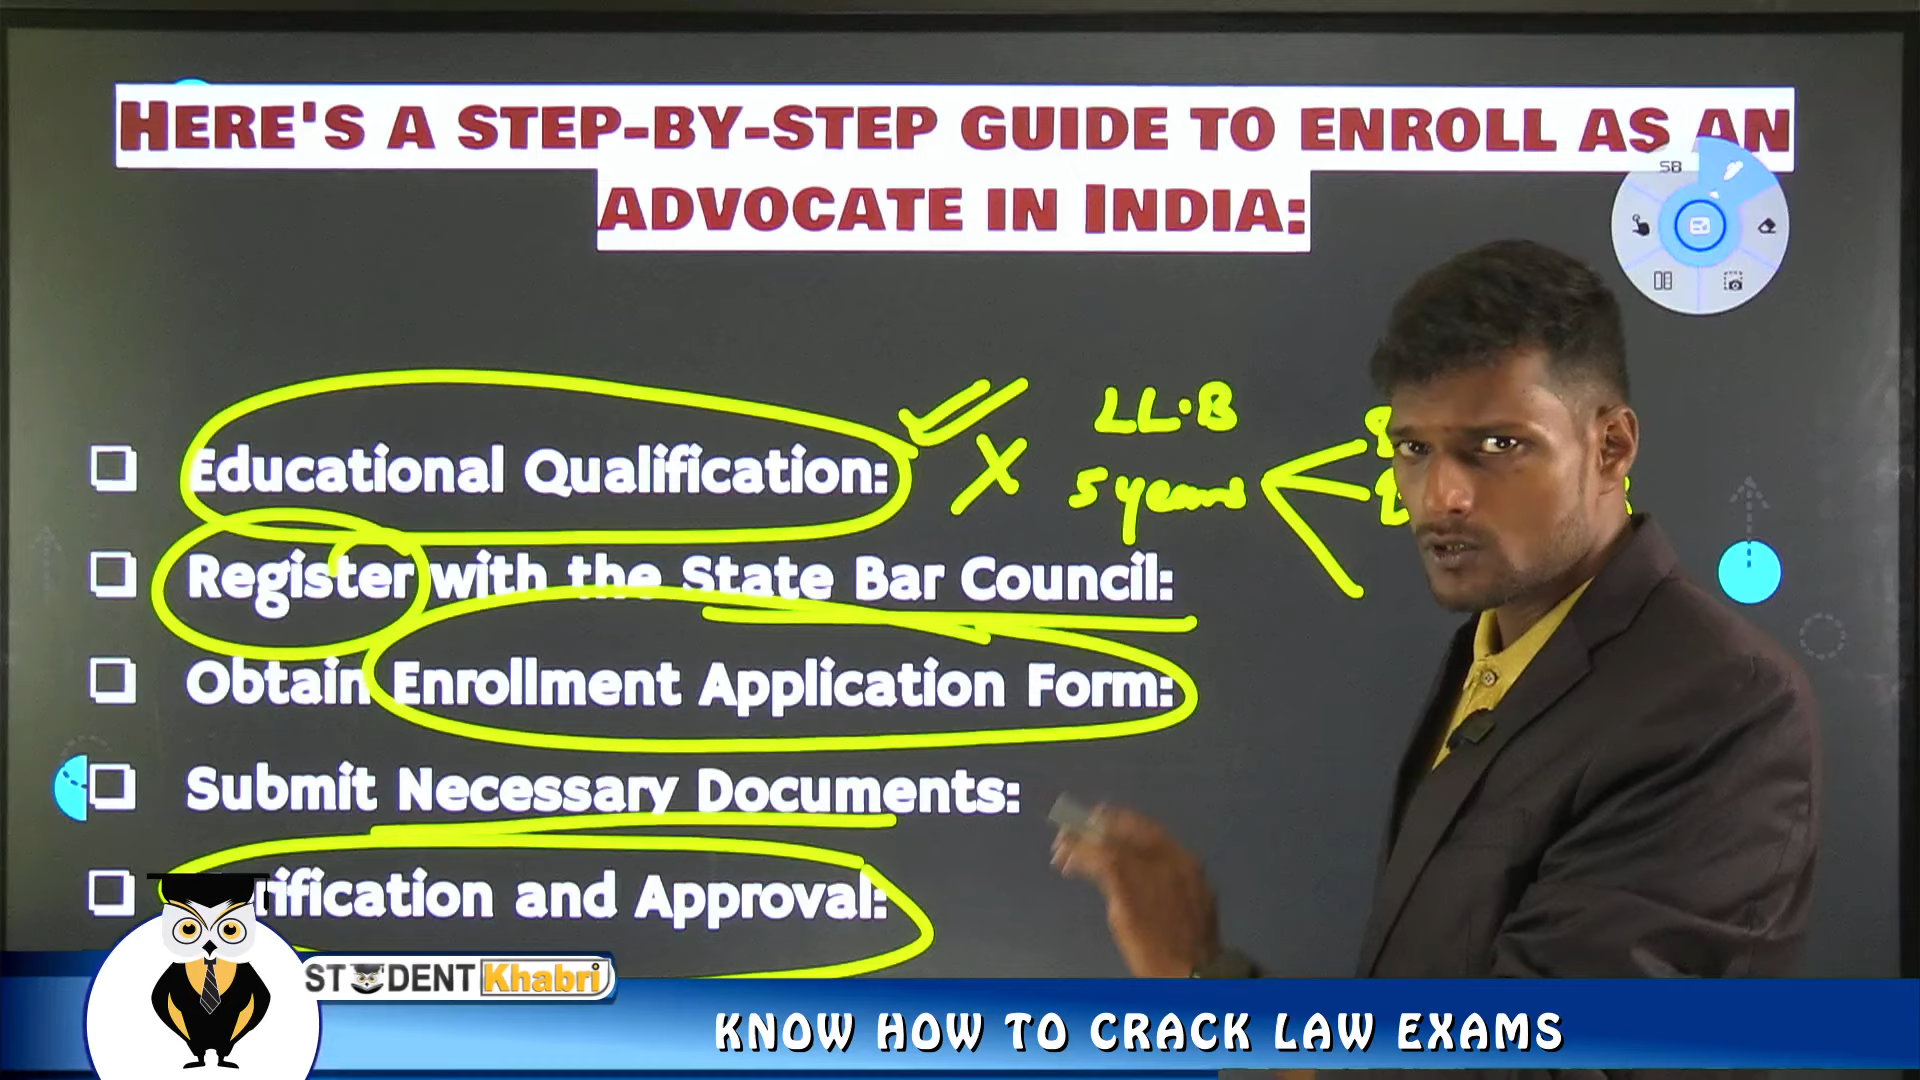 HERE'S A STEP-BY-STEP GUIDE TO ENROLL AS AN
ADVOCATE IN INDIA:
SB
Educational Qualification:
LL.B
5 years
Register with the State Bar Council:
Obtain Enrollment Application Form:
Submit Necessary Documents:
and Approval:
STUDENT Khabri
KNOW HOW TO CRACK LAW EXAMS